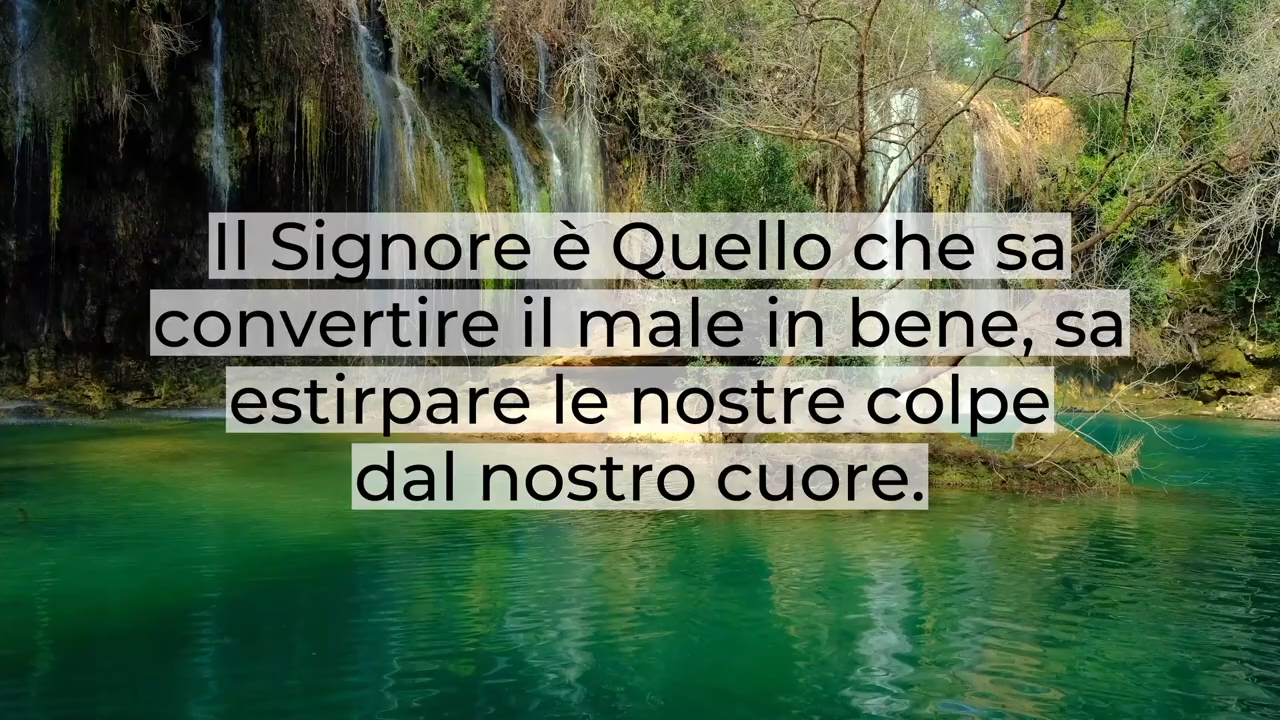 Il Signore è Quello che sa
convertire il male in bene, sa
estirpare le nostre colpe
dal nostro cuore.